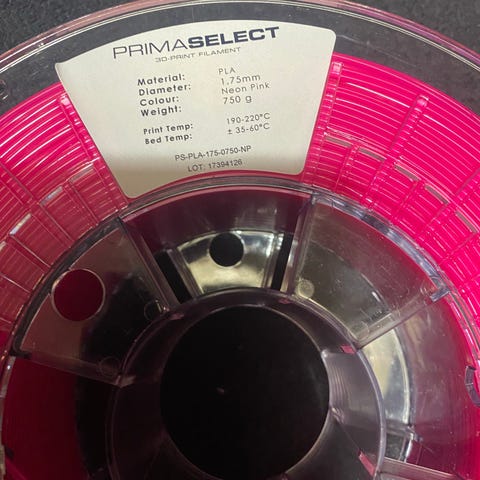 PRIMASELECT
3D-PRINT FILAMENT
Material: PLA
Diameter: 1.75mm
Colour: Neon Pink
Weight: 750 g
Print Temp: 190-220°C
Bed Temp: ± 35-60°C
PS-PLA-175-0750-NP
LOT: 17394126